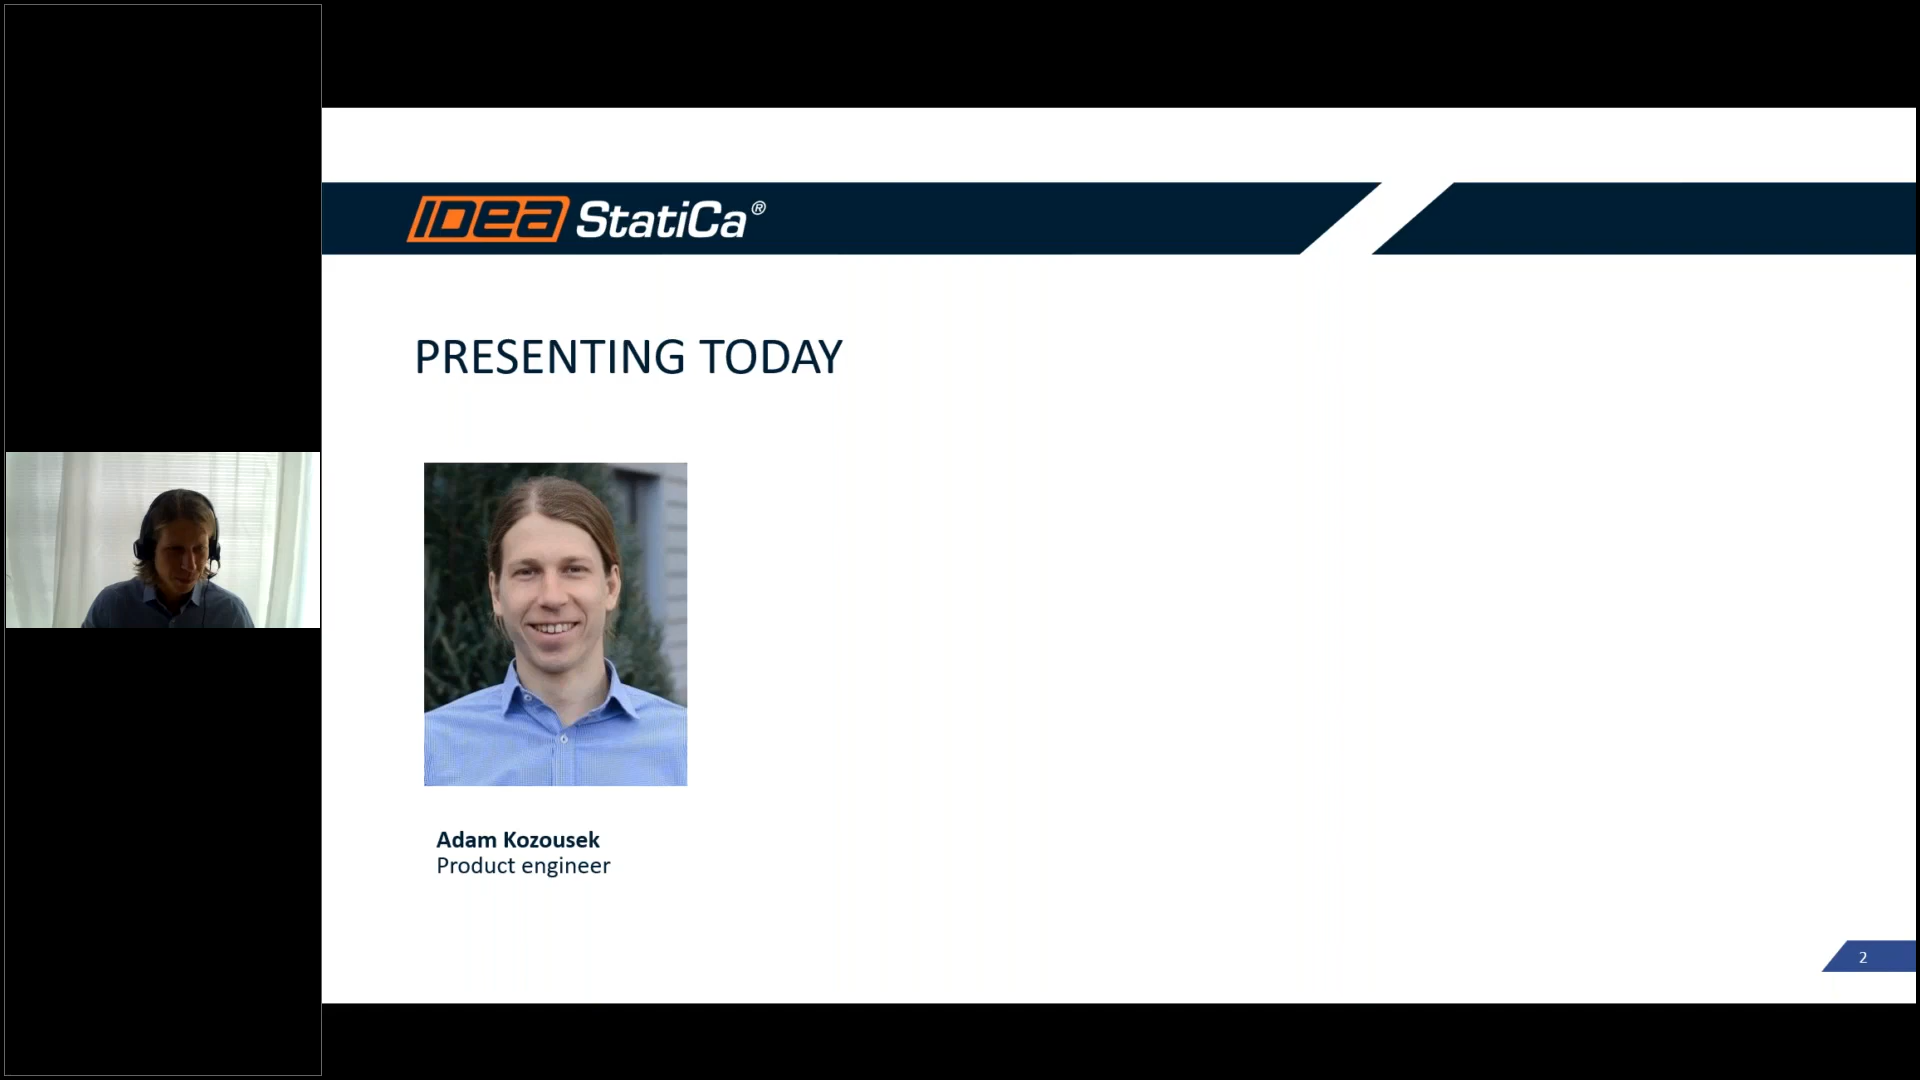 IDEA StatiCa®
PRESENTING TODAY
Adam Kozousek
Product engineer
2